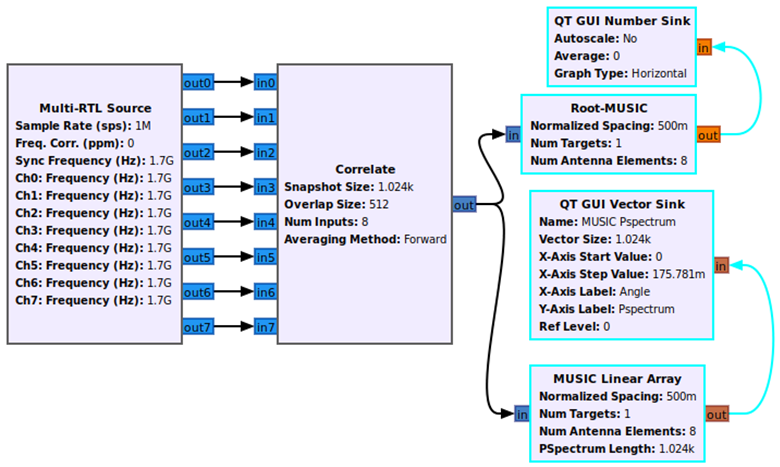 Multi-RTL Source
Sample Rate (sps): 1M
Freq. Corr. (ppm): 0
Sync Frequency (Hz): 1.7G
Ch0: Frequency (Hz): 1.7G
Ch1: Frequency (Hz): 1.7G
Ch2: Frequency (Hz): 1.7G
Ch3: Frequency (Hz): 1.7G
Ch4: Frequency (Hz): 1.7G
Ch5: Frequency (Hz): 1.7G
Ch6: Frequency (Hz): 1.7G
Ch7: Frequency (Hz): 1.7G
out0
out1
out2
out3
out4
out5
out6
out7
in0
in1
in2
in3
in4
in5
in6
in7
Correlate
Snapshot Size: 1.024k
Overlap Size: 512
Num Inputs: 8
Averaging Method: Forward
out
QT GUI Number Sink
Autoscale: No
Average: 0
Graph Type: Horizontal
in
in
Root-MUSIC
Normalized Spacing: 500m
Num Targets: 1
Num Antenna Elements: 8
out
QT GUI Vector Sink
Name: MUSIC Pspectrum
Vector Size: 1.024k
X-Axis Start Value: 0
X-Axis Step Value: 175.781m
X-Axis Label: Angle
Y-Axis Label: Pspectrum
Ref Level: 0
in
in
MUSIC Linear Array
Normalized Spacing: 500m
Num Targets: 1
Num Antenna Elements: 8
PSpectrum Length: 1.024k
out